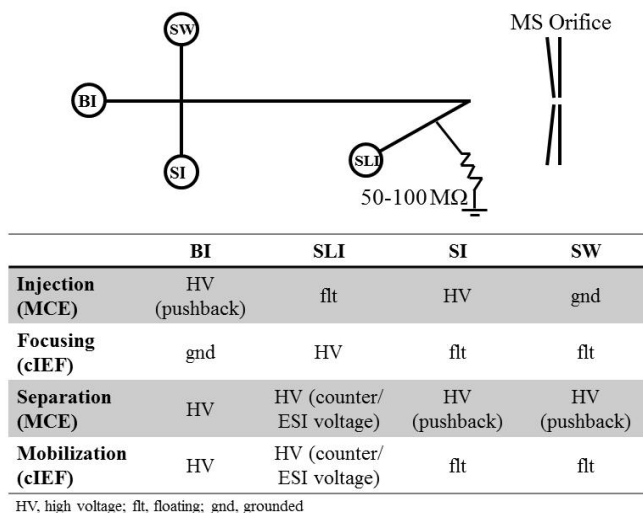 SW
MS Orifice
BI
SI
SLI
50-100 MΩ
BI SLI SI SW
Injection (MCE) HV (pushback) flt HV gnd
Focusing (cIEF) gnd HV flt flt
Separation (MCE) HV HV (counter/ ESI voltage) HV (pushback) HV (pushback)
Mobilization (cIEF) HV HV (counter/ ESI voltage) flt flt
HV, high voltage; flt, floating; gnd, grounded